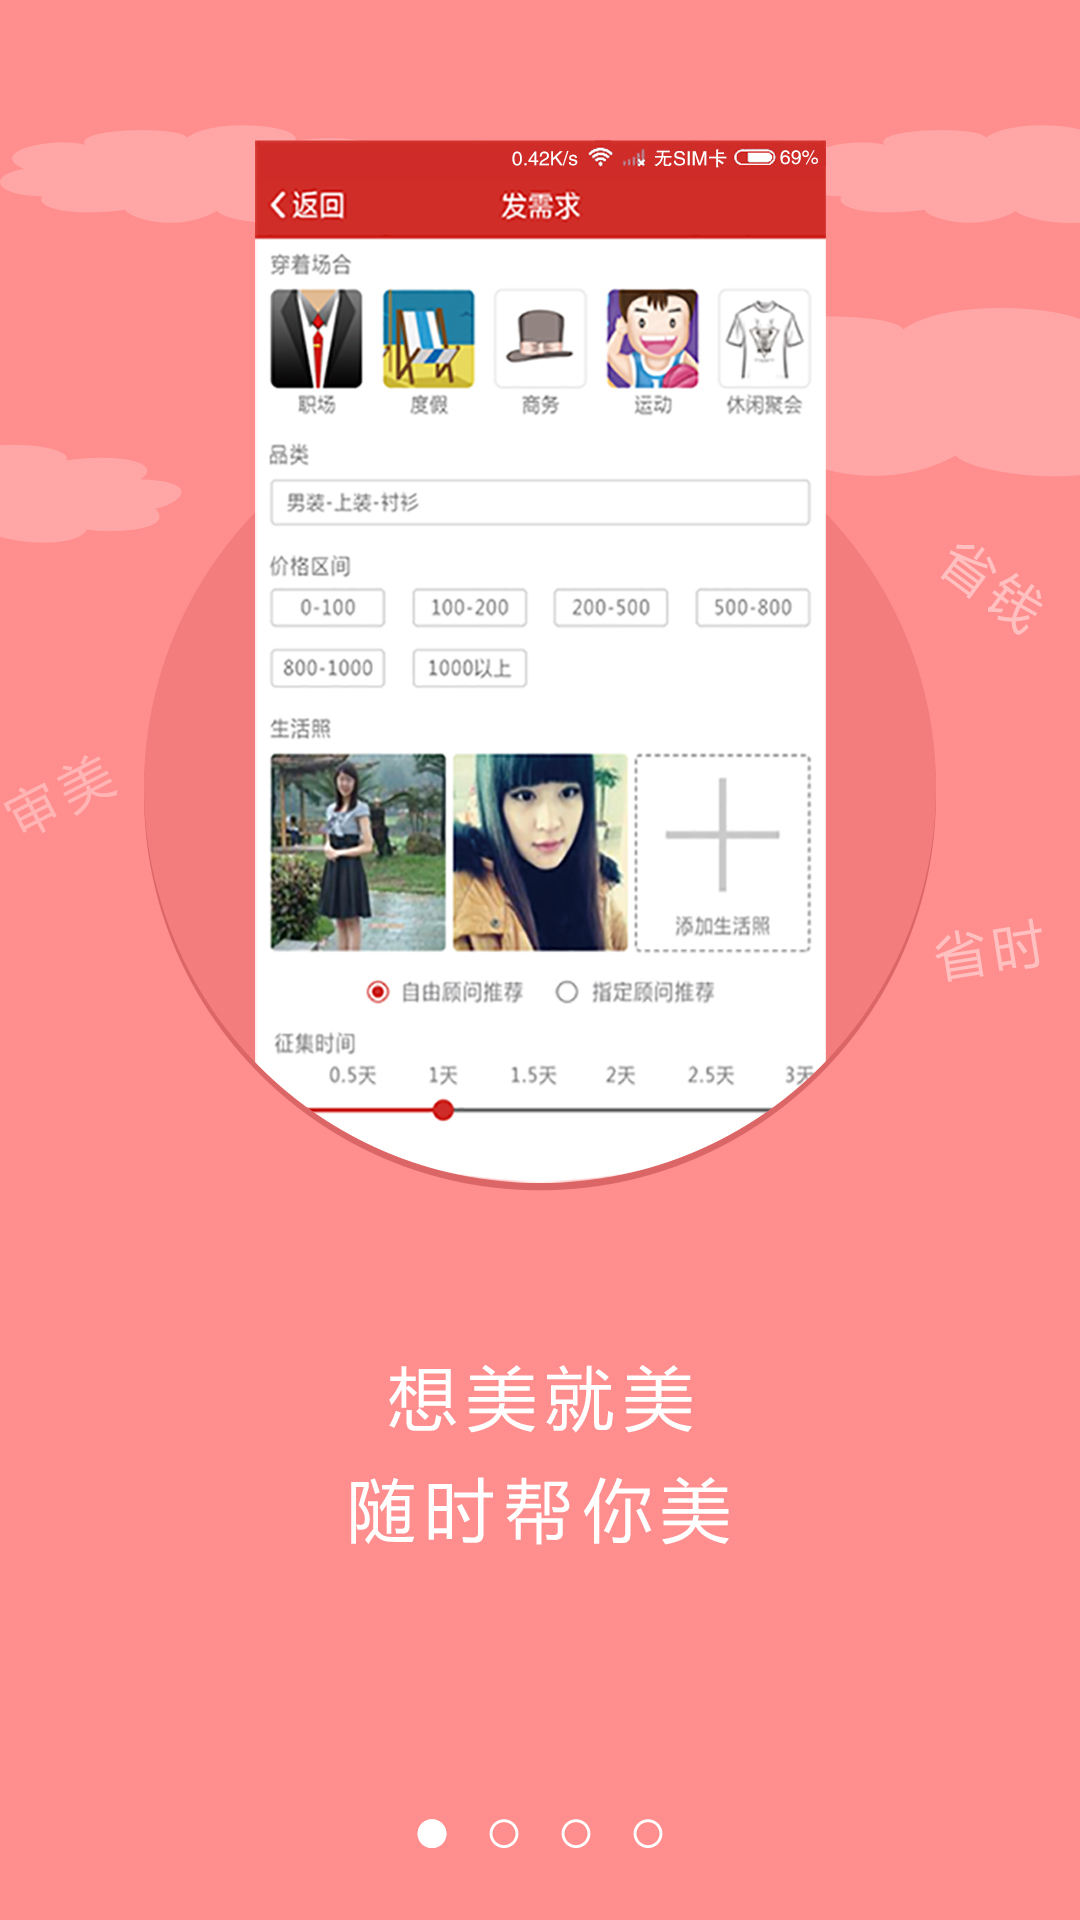 0.42K/s 无SIM卡 69%
返回 发需求
穿着场合
职场 度假 商务 运动 休闲聚会
品类
男装-上装-衬衫
价格区间
0-100 100-200 200-500 500-800
800-1000 1000以上
生活照
添加生活照
自由顾问推荐 指定顾问推荐
征集时间
0.5天 1天 1.5天 2天 2.5天 3天
省钱
审美
省时
想美就美
随时帮你美